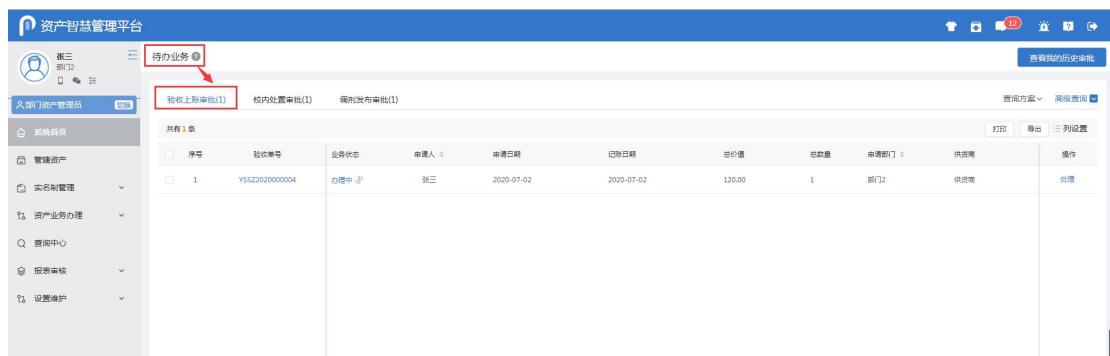 资产智慧管理平台
12
张三
部门2
待办业务
查看我的历史审批
部门资产管理员 切换
验收上账审批(1) 校内处置审批(1) 调剂发布审批(1) 查询方案 高级查询
系统首页
共有1条 打印 导出 列设置
管辖资产
序号 验收单号 业务状态 申请人 申请日期 记账日期 总价值 总数量 申请部门 供货商 操作
实名制管理
1 YSSZ2020000004 办理中 张三 2020-07-02 2020-07-02 120.00 1 部门2 供货商 处理
资产业务办理
查询中心
报表审核
设置维护